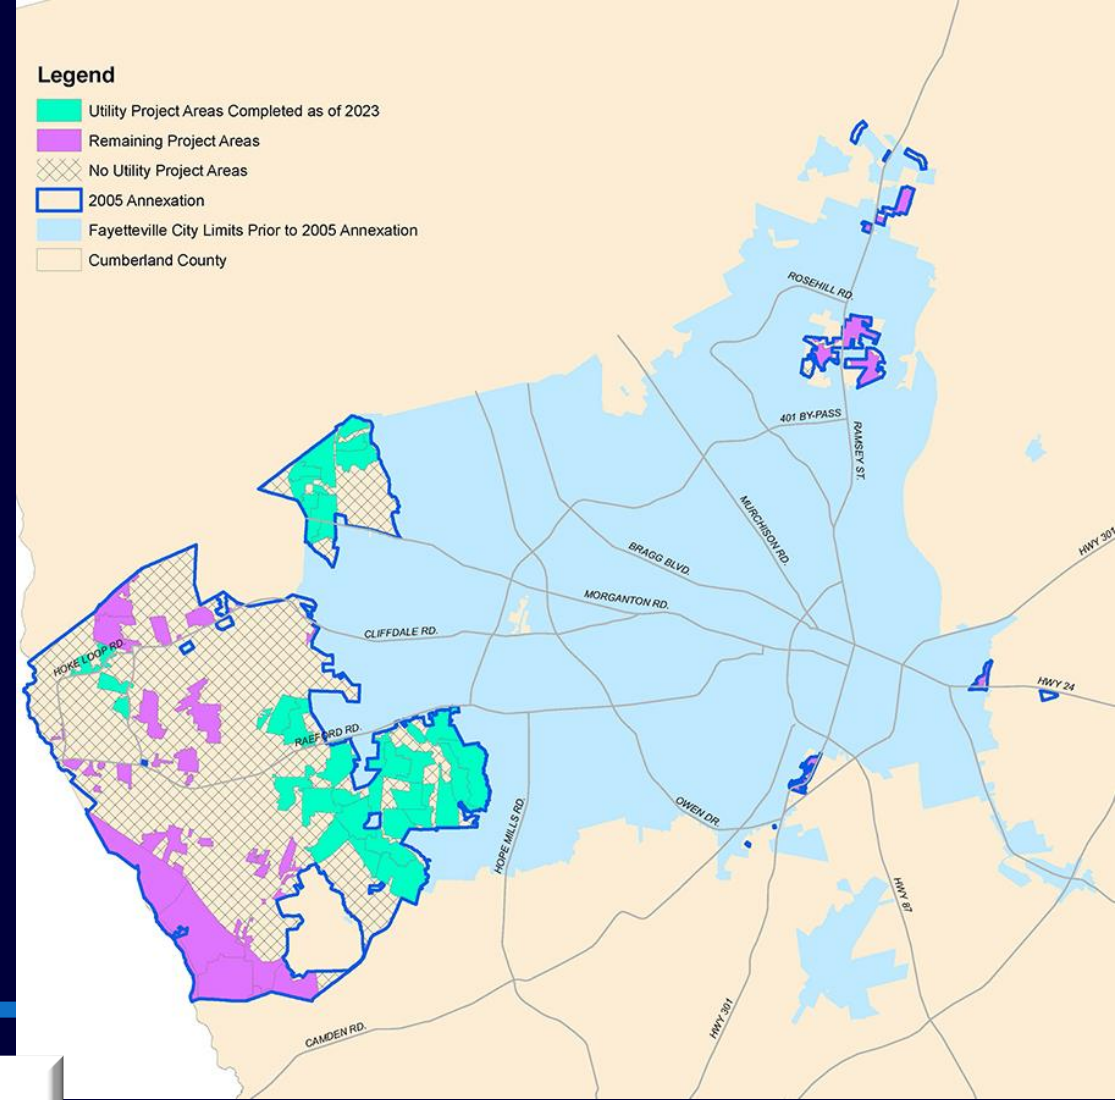 Legend
Utility Project Areas Completed as of 2023
Remaining Project Areas
No Utility Project Areas
2005 Annexation
Fayetteville City Limits Prior to 2005 Annexation
Cumberland County
ROSEHILL RD.
401 BY-PASS
RAMSEY ST.
MURCHISON RD.
HWY 301
BRAGG BLVD.
MORGANTON RD.
CLIFFDALE RD.
HOKE LOOP RD.
HWY 24
RAEFORD RD.
OWEN DR.
HOPE MILLS RD.
HWY 87
HWY 301
CAMDEN RD.